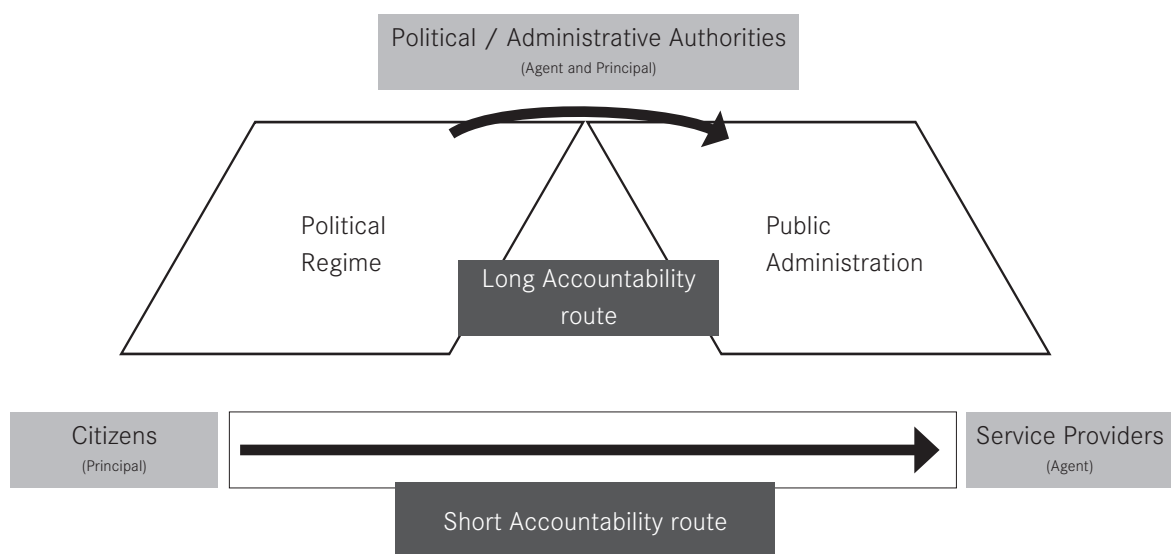 Political / Administrative Authorities
(Agent and Principal)
Political
Regime
Public
Administration
Long Accountability
route
Citizens
(Principal)
Service Providers
(Agent)
Short Accountability route